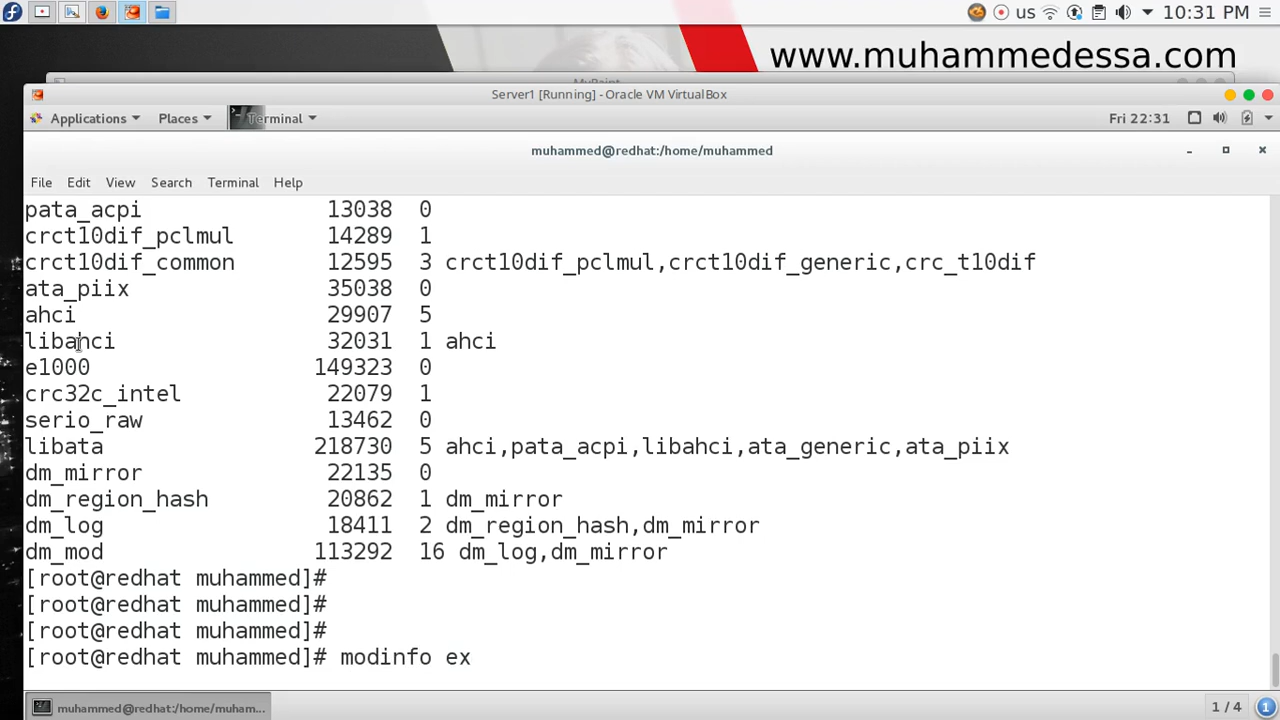 us 10:31 PM
www.muhammedessa.com
Server1 [Running] - Oracle VM VirtualBox
Applications Places Terminal Fri 22:31
muhammed@redhat:/home/muhammed
File Edit View Search Terminal Help
pata_acpi 13038 0
crct10dif_pclmul 14289 1
crct10dif_common 12595 3 crct10dif_pclmul,crct10dif_generic,crc_t10dif
ata_piix 35038 0
ahci 29907 5
libahci 32031 1 ahci
e1000 149323 0
crc32c_intel 22079 1
serio_raw 13462 0
libata 218730 5 ahci,pata_acpi,libahci,ata_generic,ata_piix
dm_mirror 22135 0
dm_region_hash 20862 1 dm_mirror
dm_log 18411 2 dm_region_hash,dm_mirror
dm_mod 113292 16 dm_log,dm_mirror
[root@redhat muhammed]#
[root@redhat muhammed]#
[root@redhat muhammed]#
[root@redhat muhammed]# modinfo ex
muhammed@redhat:/home/muham... 1 / 4 1